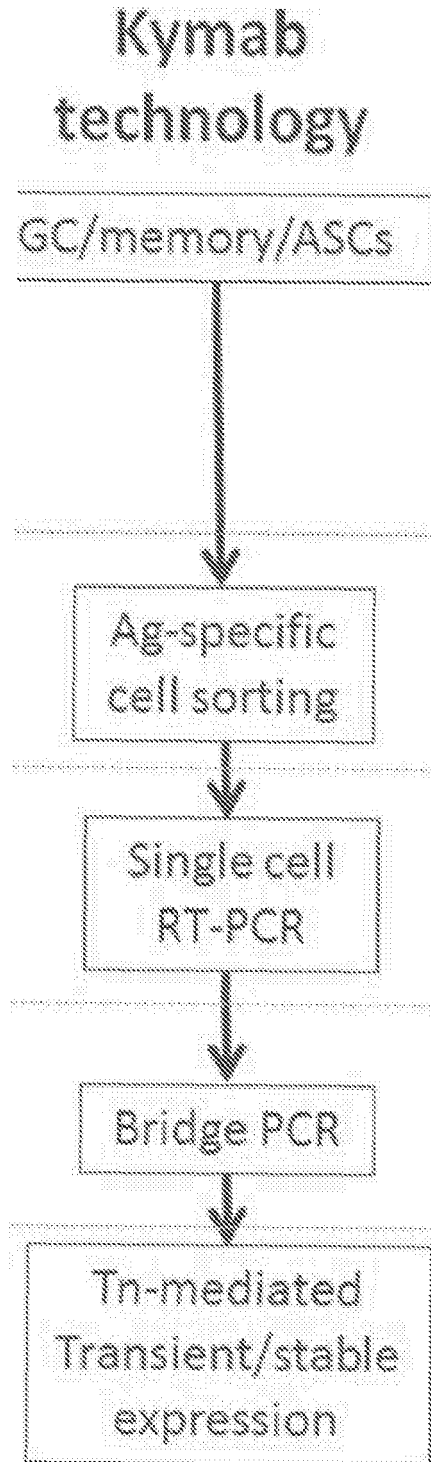 Kymab
technology
GC/memory/ASCs
Ag-specific
cell sorting
Single cell
RT-PCR
Bridge PCR
Tn-mediated
Transient/stable
expression